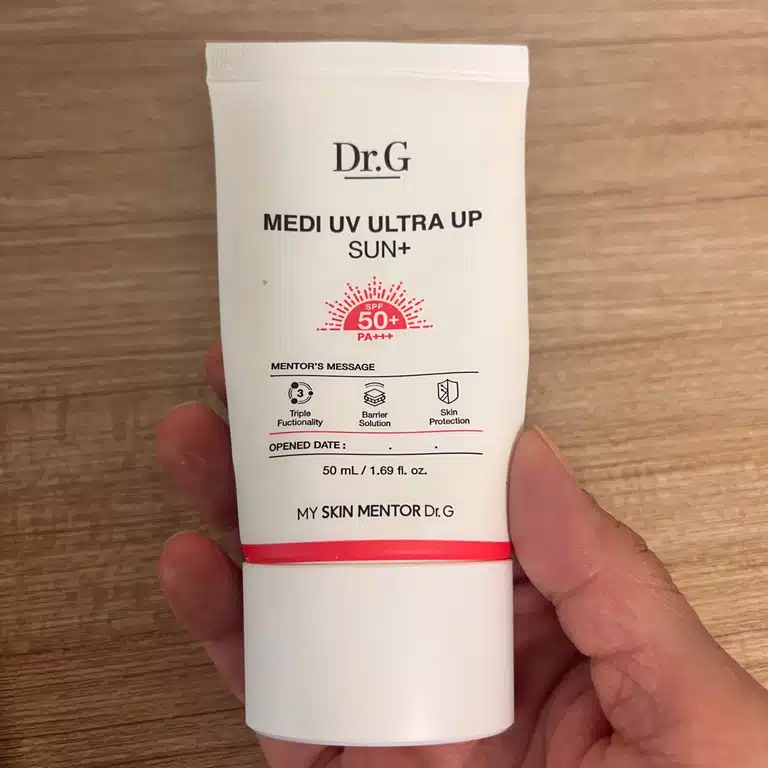 Dr.G
MEDI UV ULTRA UP
SUN+
SPF
50+
PA+++
MENTOR'S MESSAGE
3
Triple
Fuctionality
Barrier
Solution
Skin
Protection
OPENED DATE : . .
50 mL / 1.69 fl. oz.
MY SKIN MENTOR Dr.G